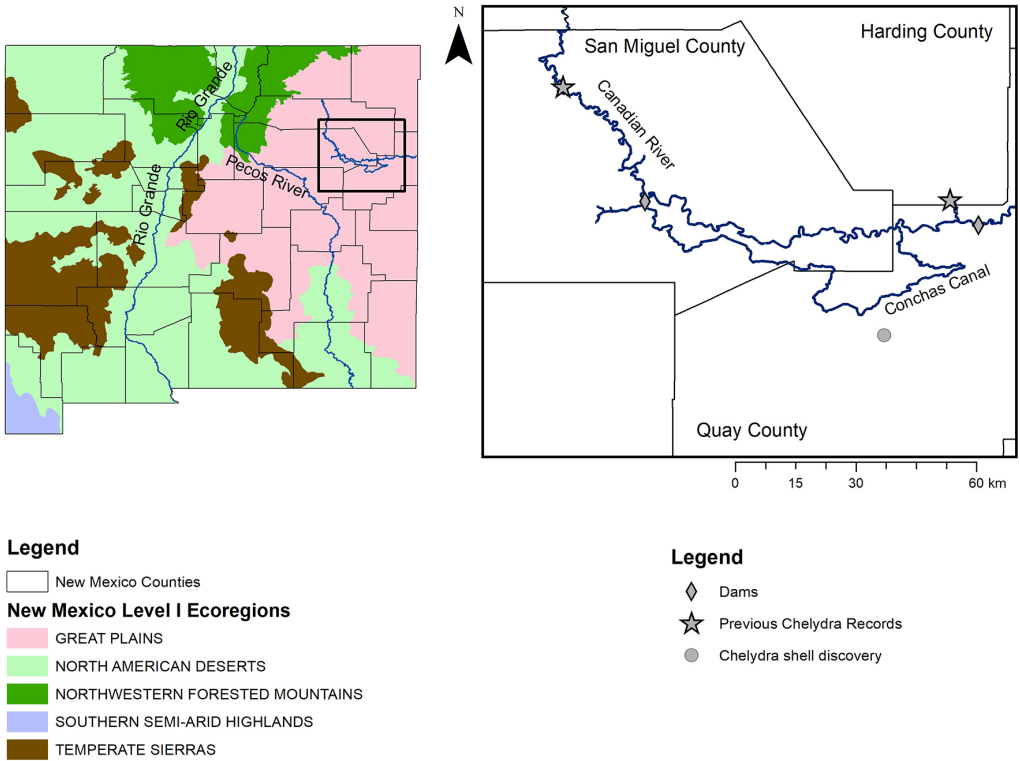 N
San Miguel County
Harding County
Canadian River
Conchas Canal
Quay County
0 15 30 60 km
Rio Grande
Rio Grande
Pecos River
Legend
New Mexico Counties
New Mexico Level I Ecoregions
GREAT PLAINS
NORTH AMERICAN DESERTS
NORTHWESTERN FORESTED MOUNTAINS
SOUTHERN SEMI-ARID HIGHLANDS
TEMPERATE SIERRAS
Legend
Dams
Previous Chelydra Records
Chelydra shell discovery